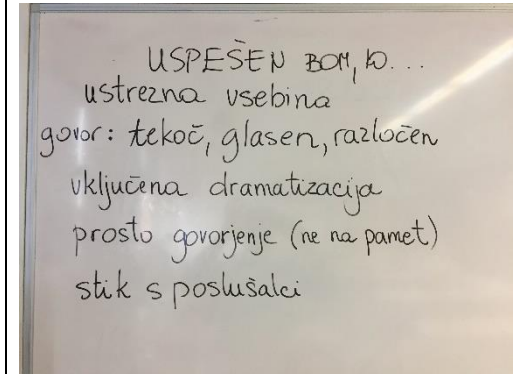 USPEŠEN BOM, KO...
ustrezna vsebina
govor: tekoč, glasen, razločen
vključena dramatizacija
prosto govorjenje (ne na pamet)
stik s poslušalci